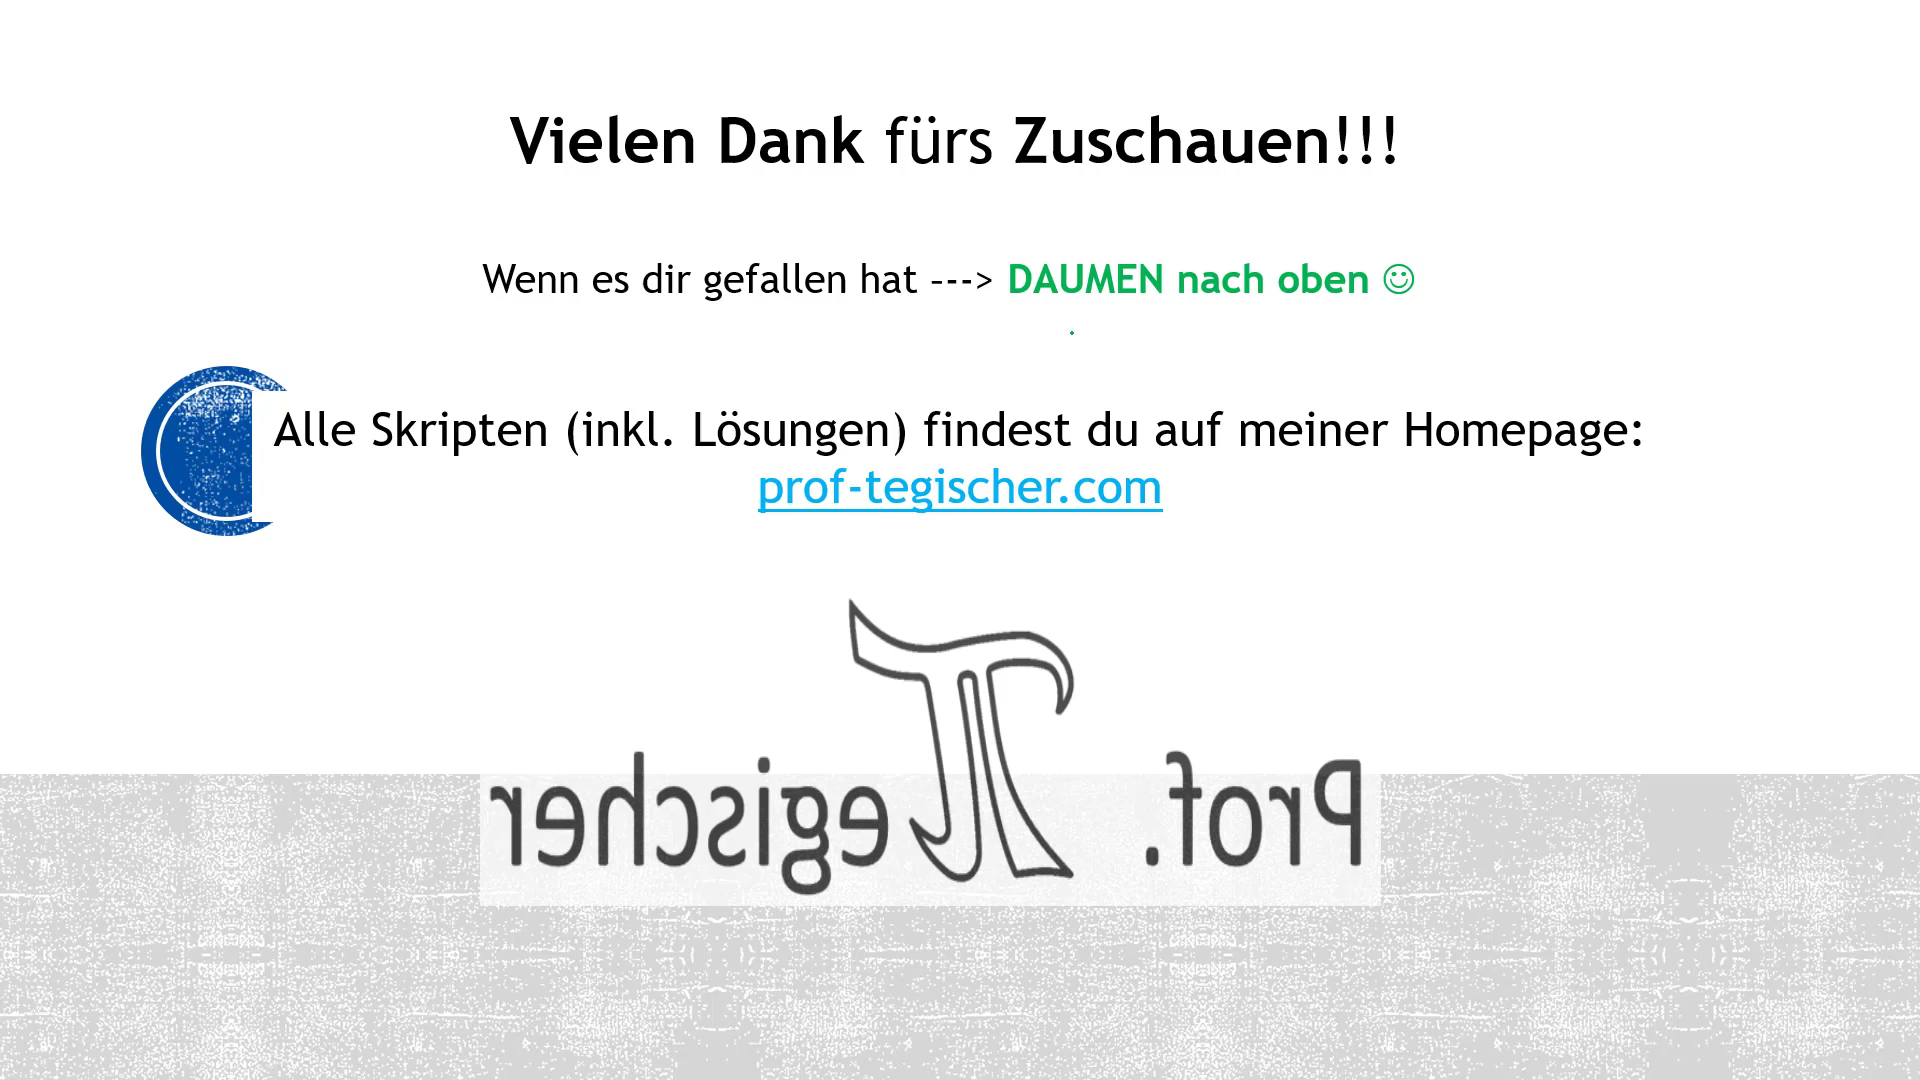 Vielen Dank fürs Zuschauen!!!
Wenn es dir gefallen hat ---> DAUMEN nach oben ☺
Alle Skripten (inkl. Lösungen) findest du auf meiner Homepage:
prof-tegischer.com
Prof. Tegischer